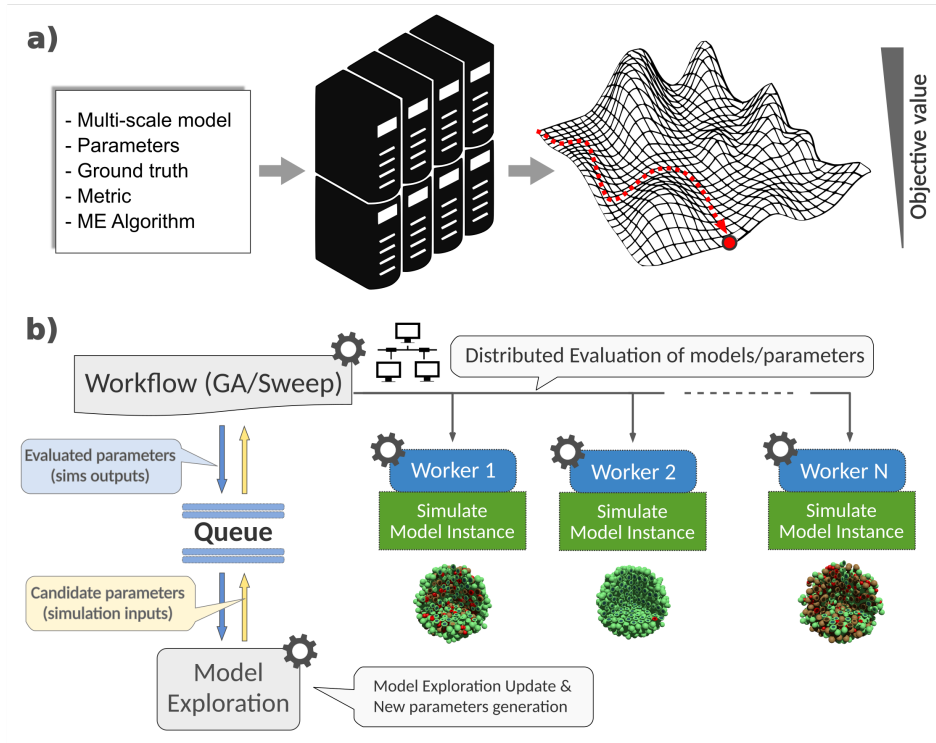 a)
- Multi-scale model
- Parameters
- Ground truth
- Metric
- ME Algorithm
Objective value
b)
Workflow (GA/Sweep)
Distributed Evaluation of models/parameters
Evaluated parameters
(sims outputs)
Queue
Candidate parameters
(simulation inputs)
Model
Exploration
Model Exploration Update &
New parameters generation
Worker 1
Simulate
Model Instance
Worker 2
Simulate
Model Instance
Worker N
Simulate
Model Instance